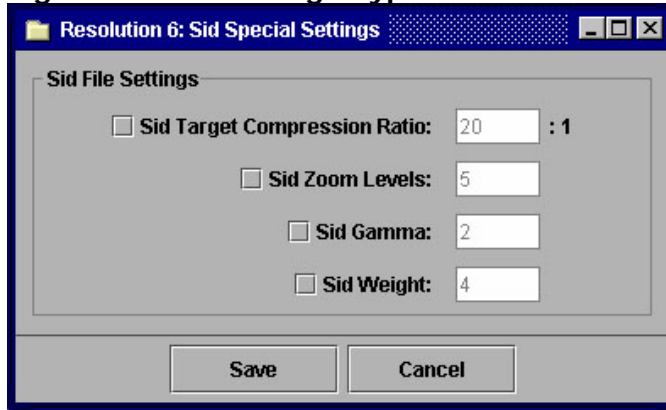 Resolution 6: Sid Special Settings
Sid File Settings
Sid Target Compression Ratio: 20 : 1
Sid Zoom Levels: 5
Sid Gamma: 2
Sid Weight: 4
Save Cancel